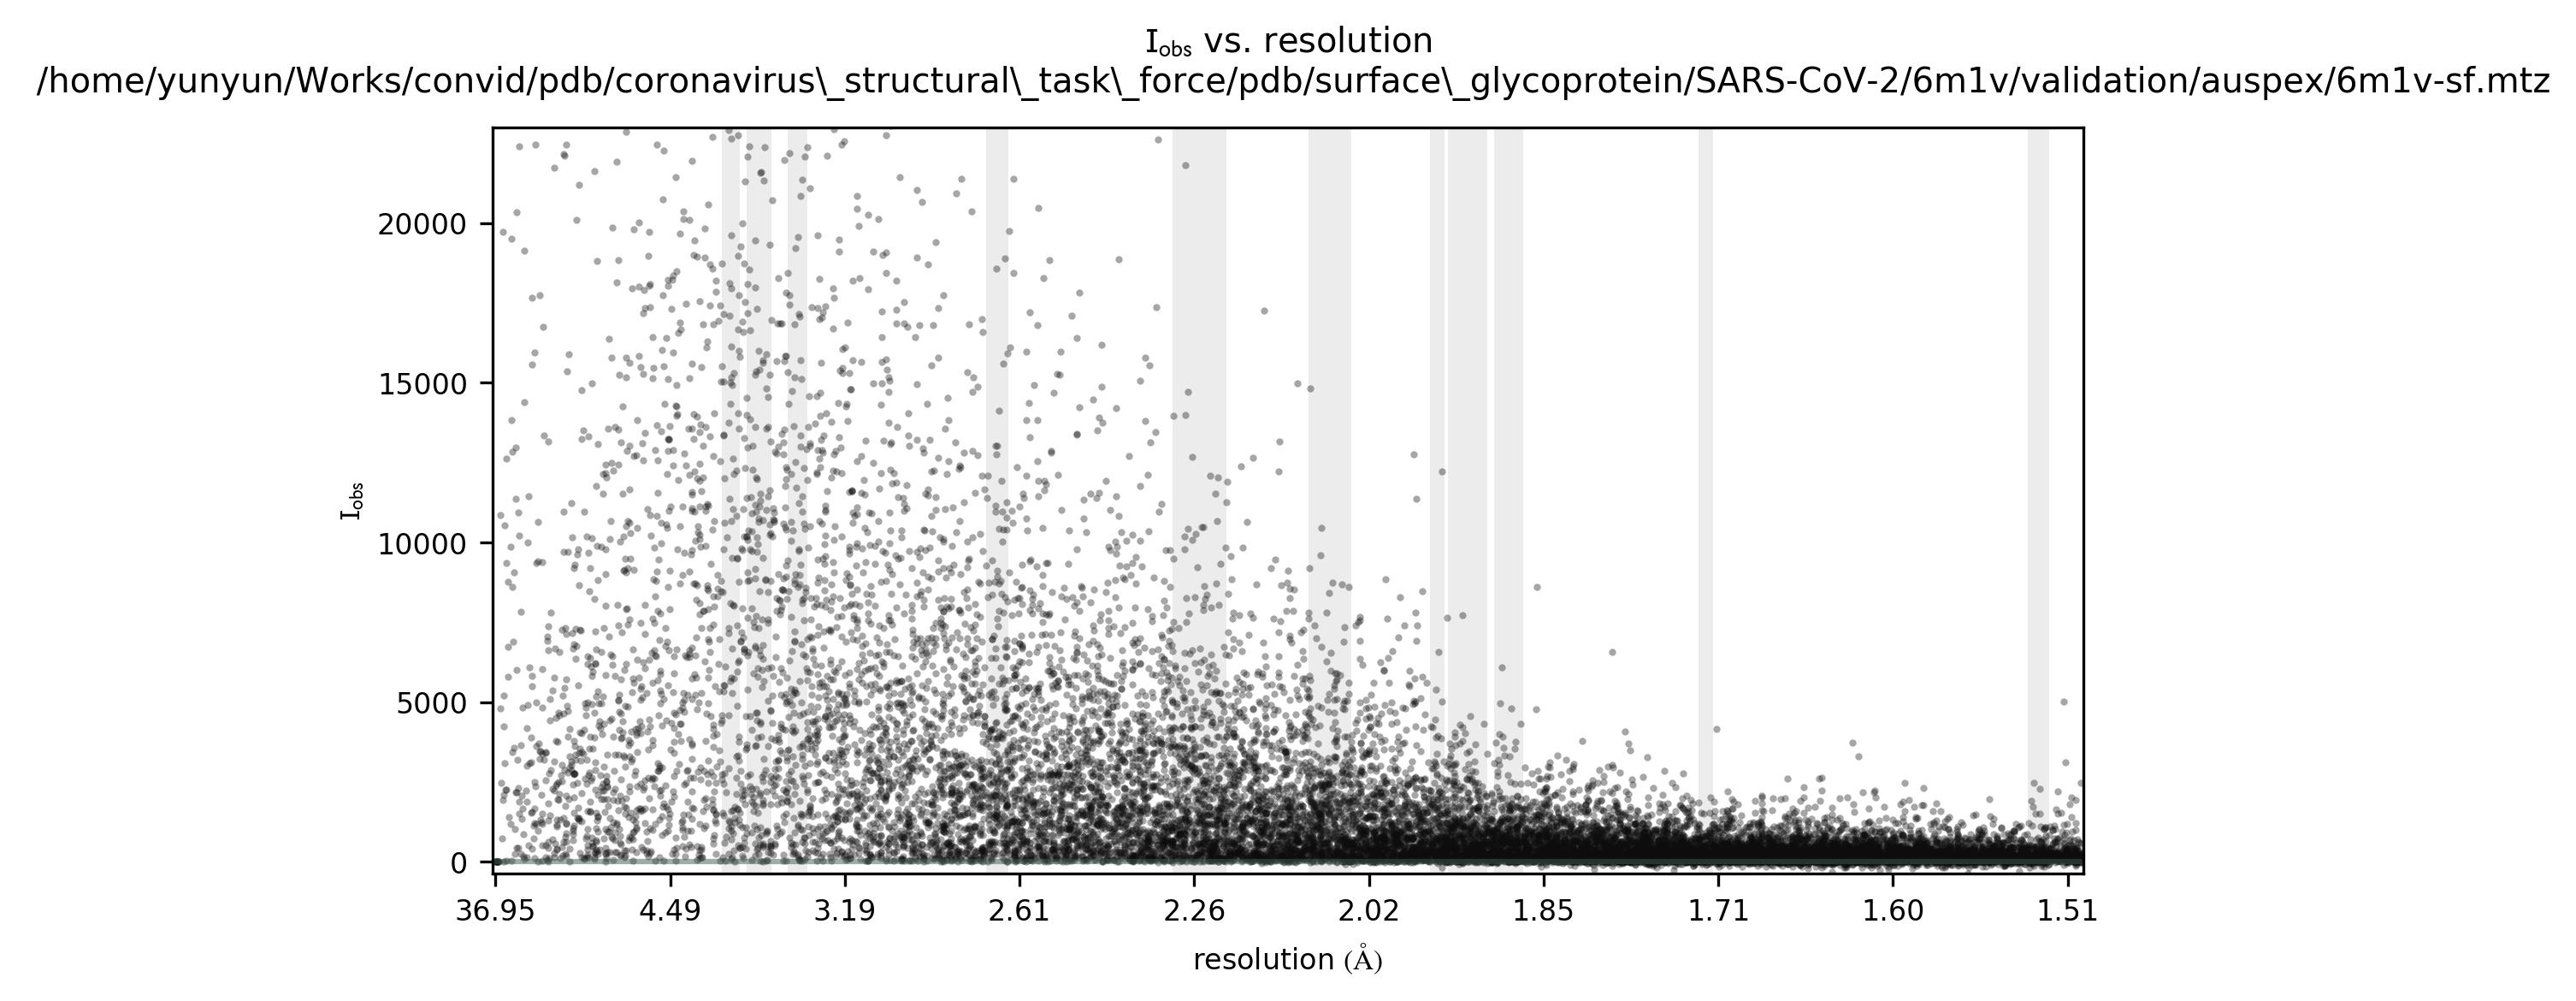 I_obs vs. resolution
/home/yunyun/Works/convid/pdb/coronavirus\_structural\_task\_force/pdb/surface\_glycoprotein/SARS-CoV-2/6m1v/validation/auspex/6m1v-sf.mtz
20000
15000
I_obs
10000
5000
0
36.95 4.49 3.19 2.61 2.26 2.02 1.85 1.71 1.60 1.51
resolution (Å)